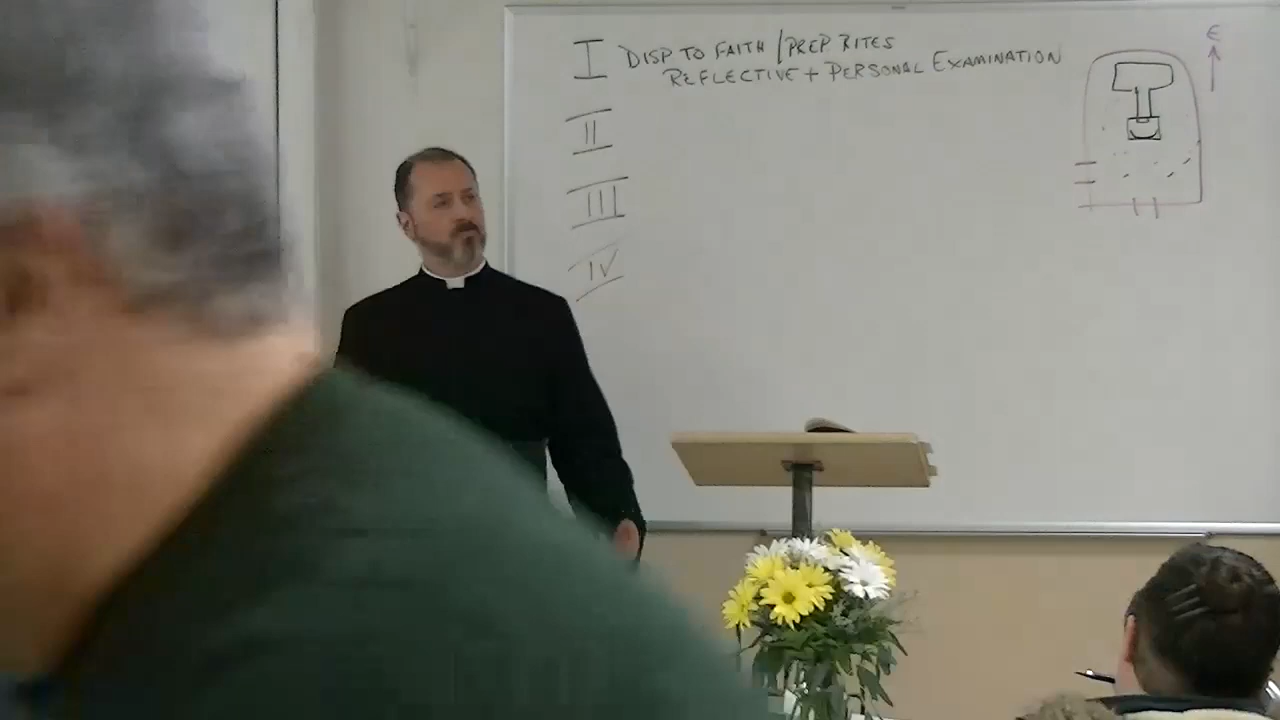 I DISP TO FAITH / PREP RITES
REFLECTIVE + PERSONAL EXAMINATION
II
III
IV
E